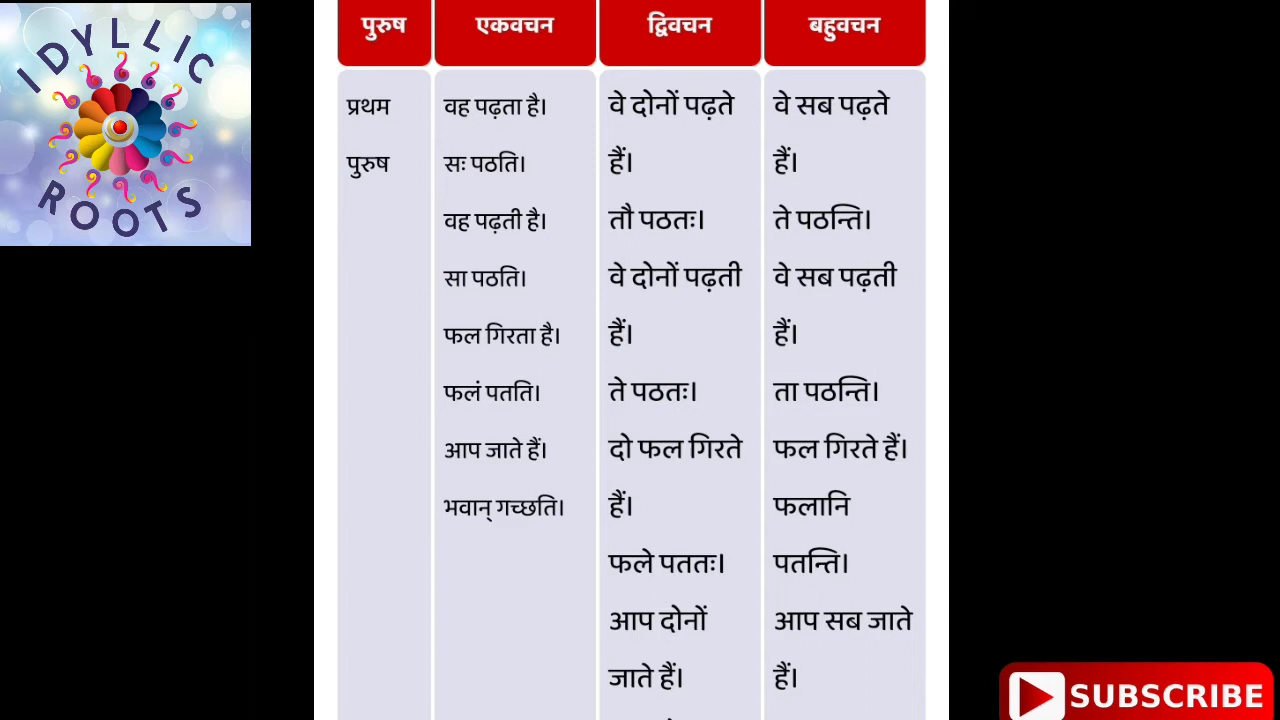 IDYLLIC
ROOTS
पुरुष एकवचन द्विवचन बहुवचन
प्रथम
पुरुष
वह पढ़ता है।
सः पठति।
वह पढ़ती है।
सा पठति।
फल गिरता है।
फलं पतति।
आप जाते हैं।
भवान् गच्छति।
वे दोनों पढ़ते
हैं।
तौ पठतः।
वे दोनों पढ़ती
हैं।
ते पठतः।
दो फल गिरते
हैं।
फले पततः।
आप दोनों
जाते हैं।
वे सब पढ़ते
हैं।
ते पठन्ति।
वे सब पढ़ती
हैं।
ता पठन्ति।
फल गिरते हैं।
फलानि
पतन्ति।
आप सब जाते
हैं।
SUBSCRIBE